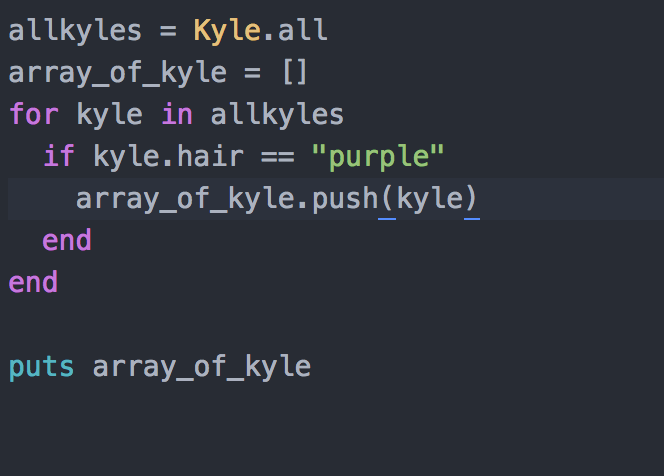 allkyles = Kyle.all
array_of_kyle = []
for kyle in allkyles
  if kyle.hair == "purple"
    array_of_kyle.push(kyle)
  end
end

puts array_of_kyle